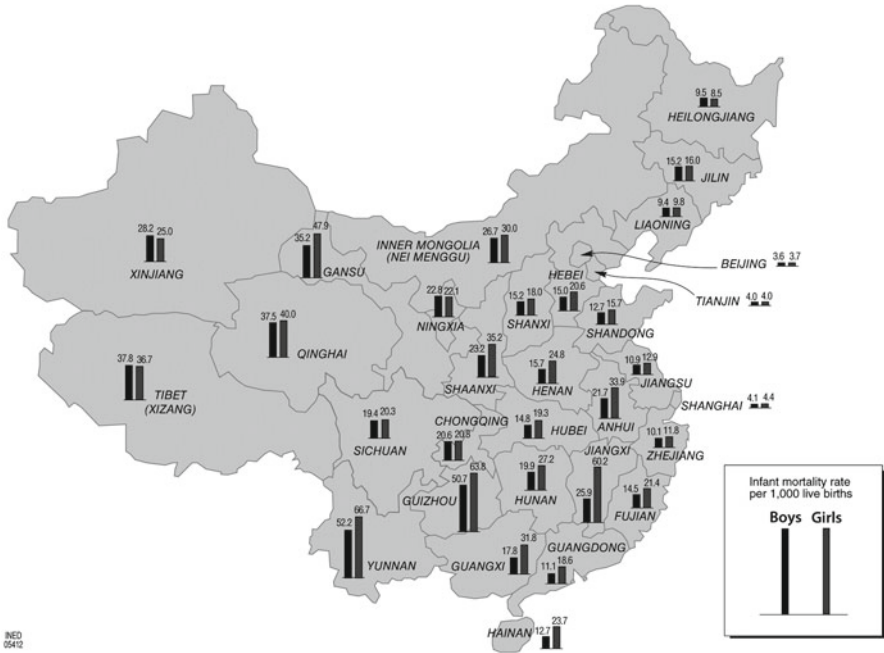 9.5 8.5
HEILONGJIANG
15.2 16.0
JILIN
9.4 9.8
LIAONING
28.2 25.0
XINJIANG
35.2 47.9
GANSU
INNER MONGOLIA
(NEI MENGGU)
26.7 30.0
BEIJING 3.6 3.7
HEBEI
15.0 20.6
TIANJIN 4.0 4.0
22.8 22.1
NINGXIA
15.2 18.0
SHANXI
12.7 15.7
SHANDONG
37.5 40.0
QINGHAI
37.8 36.7
TIBET
(XIZANG)
35.2
SHAANXI
15.7 24.8
HENAN
10.9 12.9
JIANGSU
21.7 33.9
ANHUI
SHANGHAI 4.1 4.4
19.4 20.3
SICHUAN
CHONGQING
20.6
14.8 19.3
HUBEI
10.1 11.8
ZHEJIANG
JIANGXI
25.9 60.2
50.7 63.8
GUIZHOU
19.9 27.2
HUNAN
14.5 21.4
FUJIAN
52.2 66.7
YUNNAN
17.8 31.8
GUANGXI
GUANGDONG
11.1 18.6
HAINAN
12.7 23.7
Infant mortality rate
per 1,000 live births
Boys Girls
INED
05412